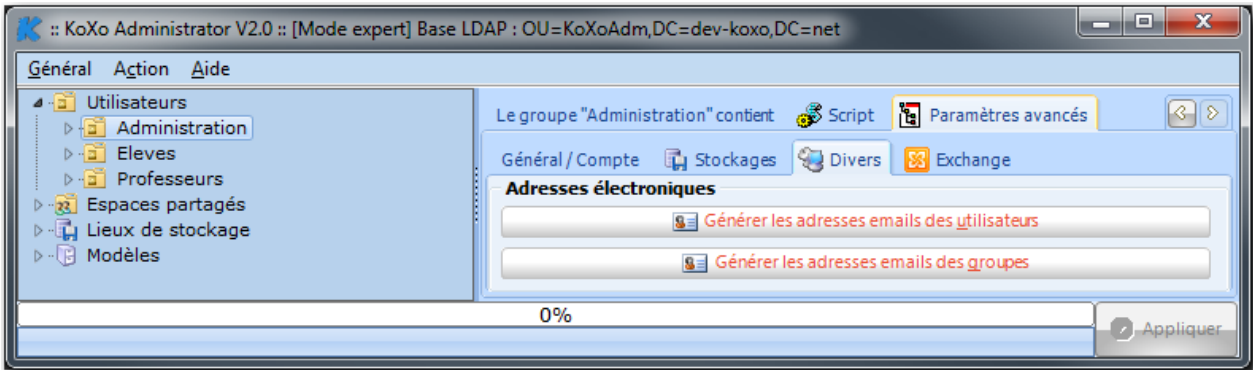 :: KoXo Administrator V2.0 :: [Mode expert] Base LDAP : OU=KoXoAdm,DC=dev-koxo,DC=net
Général Action Aide
Utilisateurs
Administration
Eleves
Professeurs
Espaces partagés
Lieux de stockage
Modèles
Le groupe "Administration" contient Script Paramètres avancés
Général / Compte Stockages Divers Exchange
Adresses électroniques
Générer les adresses emails des utilisateurs
Générer les adresses emails des groupes
0%
Appliquer